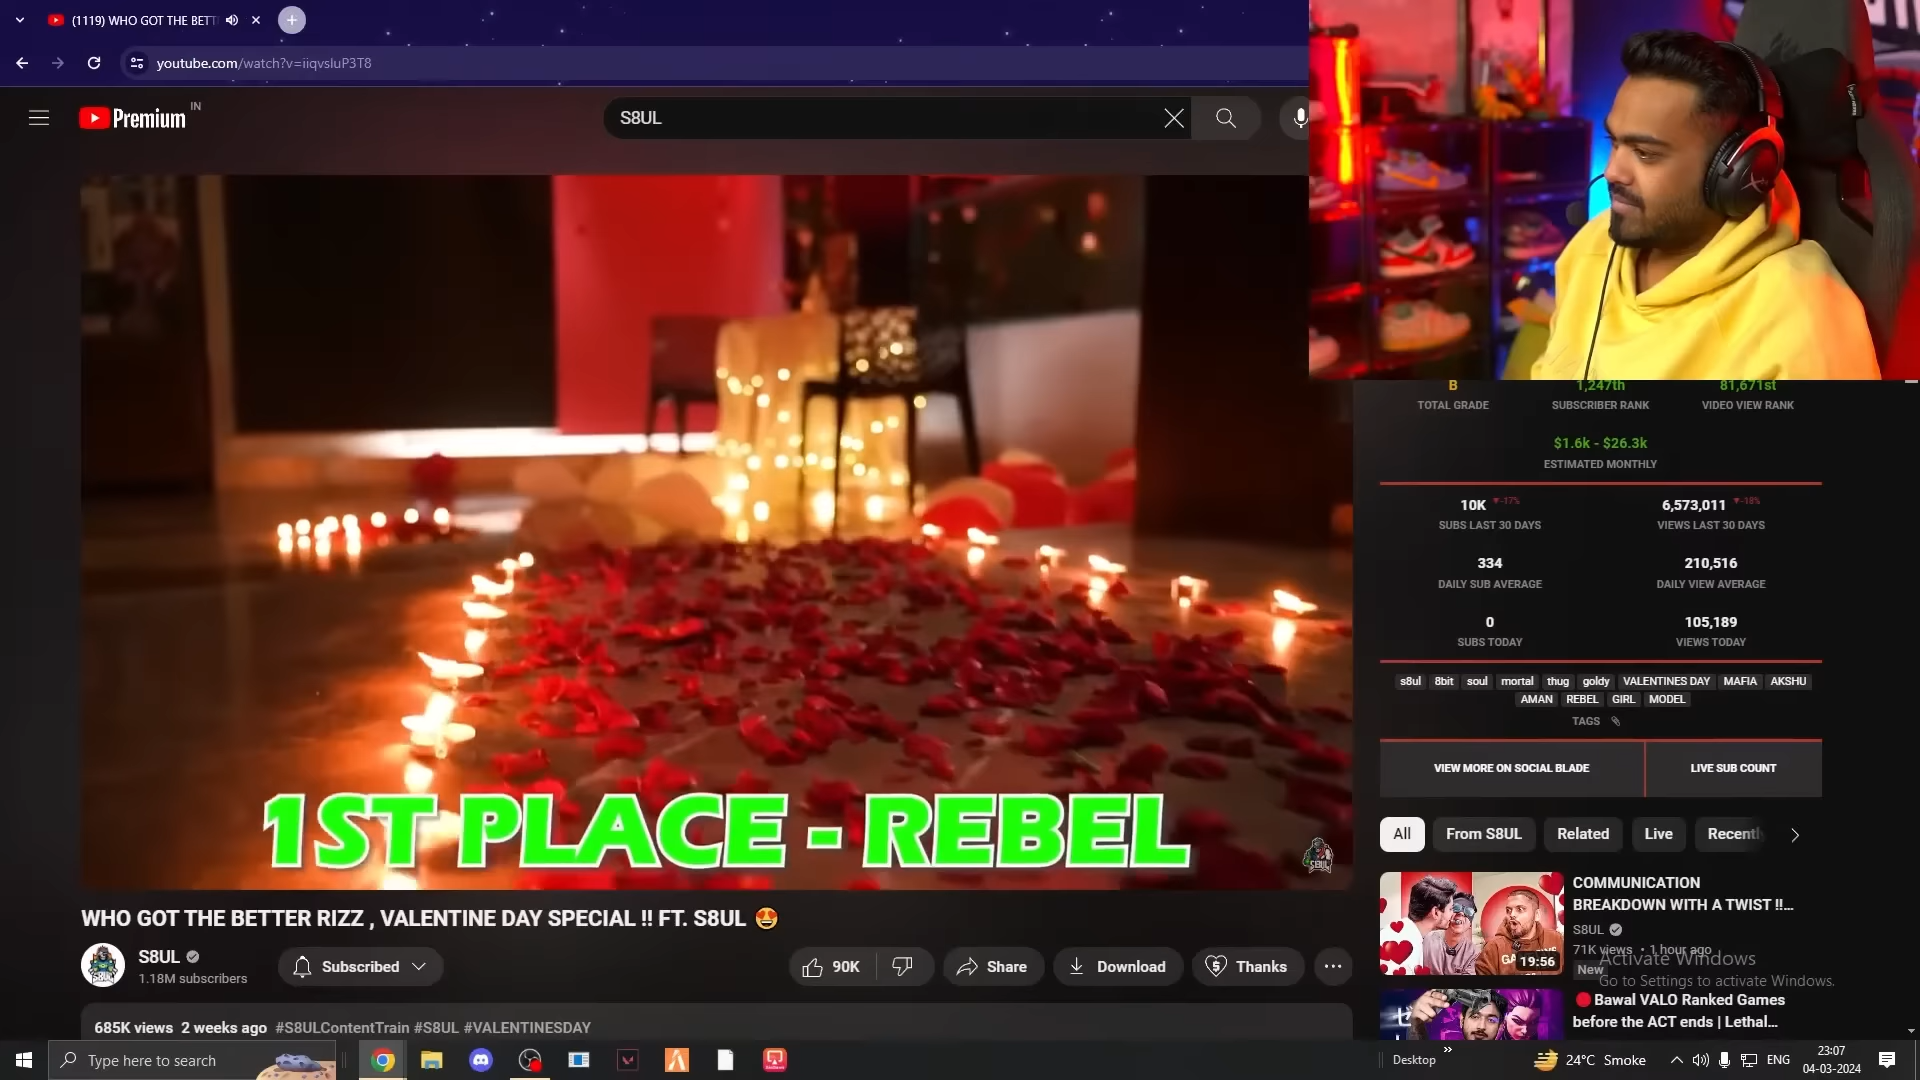 (1119) WHO GOT THE BETT
youtube.com/watch?v=iiqvsluP3T8
Premium IN
S8UL
1ST PLACE - REBEL
S8UL
WHO GOT THE BETTER RIZZ , VALENTINE DAY SPECIAL !! FT. S8UL 😍
S8UL
1.18M subscribers
Subscribed
90K
Share
Download
Thanks
685K views 2 weeks ago #S8ULContentTrain #S8UL #VALENTINESDAY
B 1,247th 81,671st
TOTAL GRADE SUBSCRIBER RANK VIDEO VIEW RANK
$1.6k - $26.3k
ESTIMATED MONTHLY
10K ▼-17% 6,573,011 ▼-18%
SUBS LAST 30 DAYS VIEWS LAST 30 DAYS
334 210,516
DAILY SUB AVERAGE DAILY VIEW AVERAGE
0 105,189
SUBS TODAY VIEWS TODAY
s8ul 8bit soul mortal thug goldy VALENTINES DAY MAFIA AKSHU
AMAN REBEL GIRL MODEL
TAGS
VIEW MORE ON SOCIAL BLADE LIVE SUB COUNT
All From S8UL Related Live Recently
COMMUNICATION
BREAKDOWN WITH A TWIST !!...
S8UL
71K views • 1 hour ago
New
19:56
Activate Windows
Go to Settings to activate Windows.
🔴 Bawal VALO Ranked Games
before the ACT ends | Lethal...
Type here to search
Desktop
24°C Smoke
ENG
23:07
04-03-2024